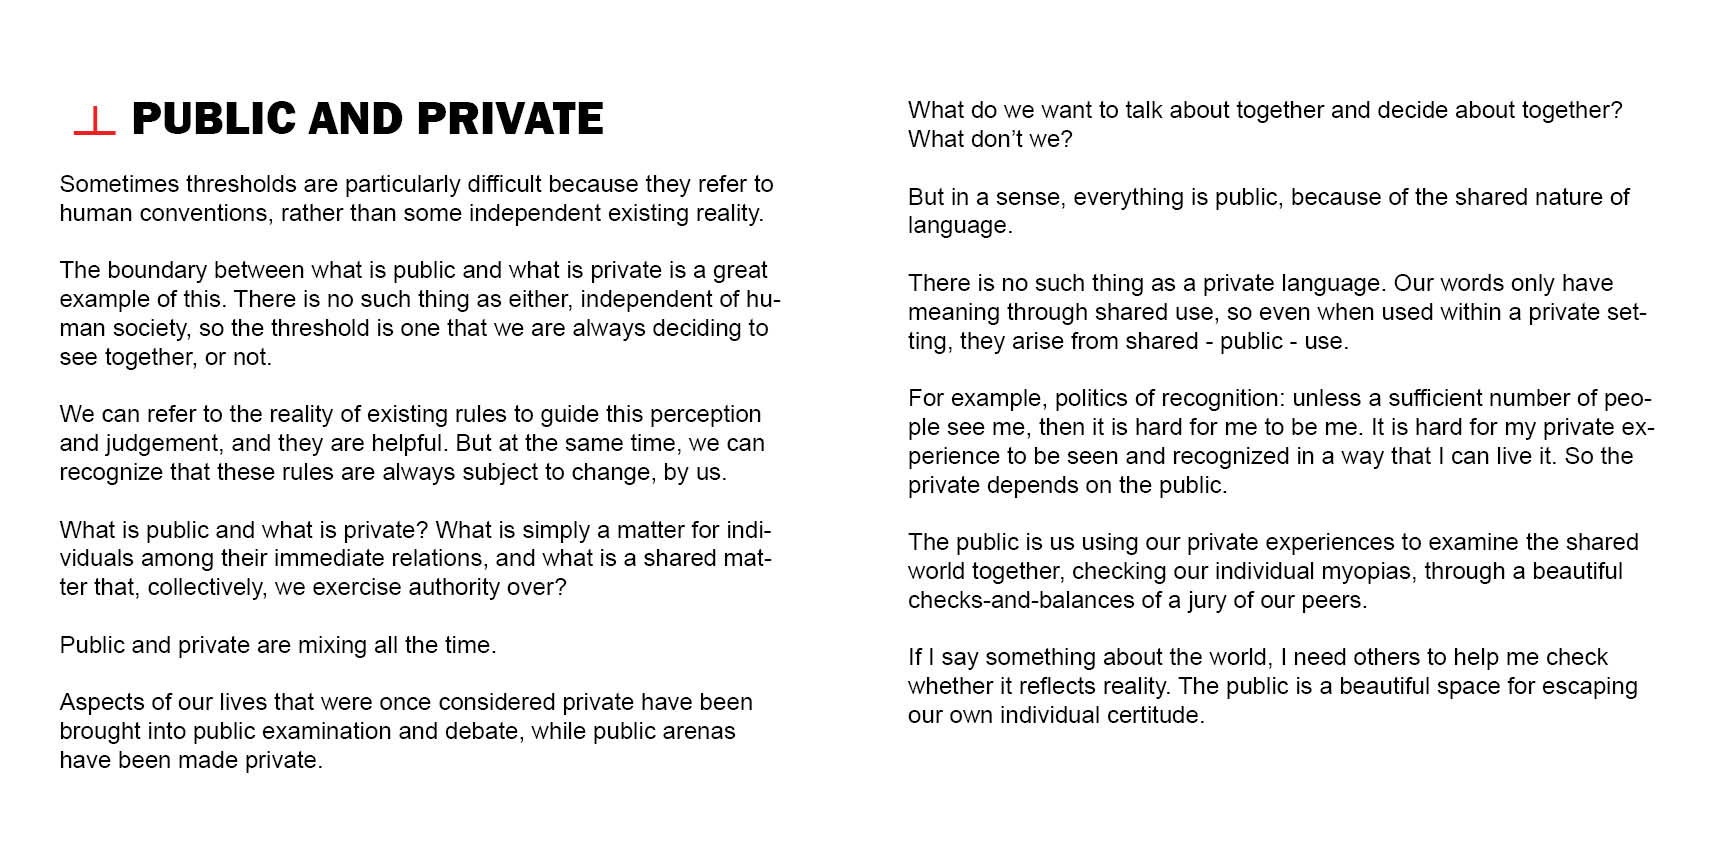 PUBLIC AND PRIVATE
Sometimes thresholds are particularly difficult because they refer to
human conventions, rather than some independent existing reality.
The boundary between what is public and what is private is a great
example of this. There is no such thing as either, independent of hu-
man society, so the threshold is one that we are always deciding to
see together, or not.
We can refer to the reality of existing rules to guide this perception
and judgement, and they are helpful. But at the same time, we can
recognize that these rules are always subject to change, by us.
What is public and what is private? What is simply a matter for indi-
viduals among their immediate relations, and what is a shared mat-
ter that, collectively, we exercise authority over?
Public and private are mixing all the time.
Aspects of our lives that were once considered private have been
brought into public examination and debate, while public arenas
have been made private.
What do we want to talk about together and decide about together?
What don’t we?
But in a sense, everything is public, because of the shared nature of
language.
There is no such thing as a private language. Our words only have
meaning through shared use, so even when used within a private set-
ting, they arise from shared - public - use.
For example, politics of recognition: unless a sufficient number of peo-
ple see me, then it is hard for me to be me. It is hard for my private ex-
perience to be seen and recognized in a way that I can live it. So the
private depends on the public.
The public is us using our private experiences to examine the shared
world together, checking our individual myopias, through a beautiful
checks-and-balances of a jury of our peers.
If I say something about the world, I need others to help me check
whether it reflects reality. The public is a beautiful space for escaping
our own individual certitude.